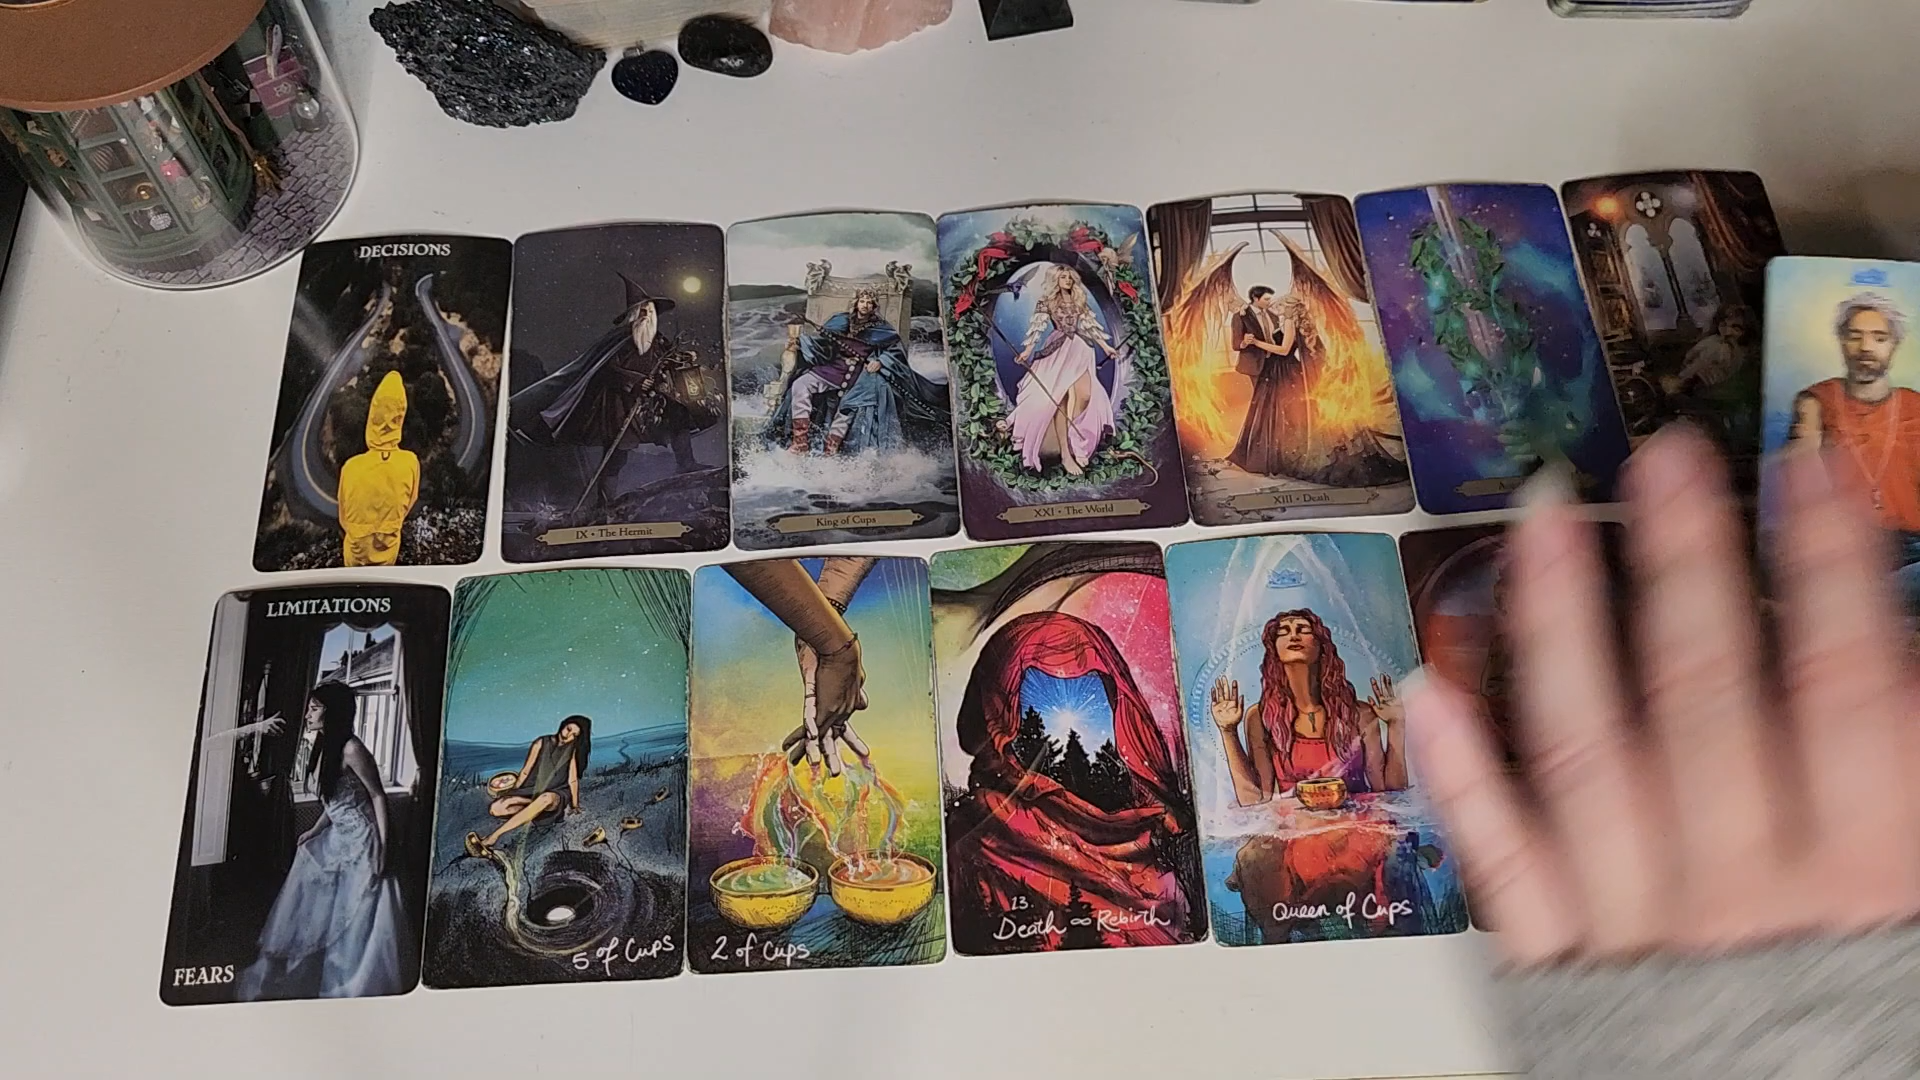 DECISIONS
IX • The Hermit
King of Cups
XXI • The World
XIII • Death
LIMITATIONS
FEARS
5 of Cups
2 of Cups
13.
Death ∞ Rebirth
Queen of Cups